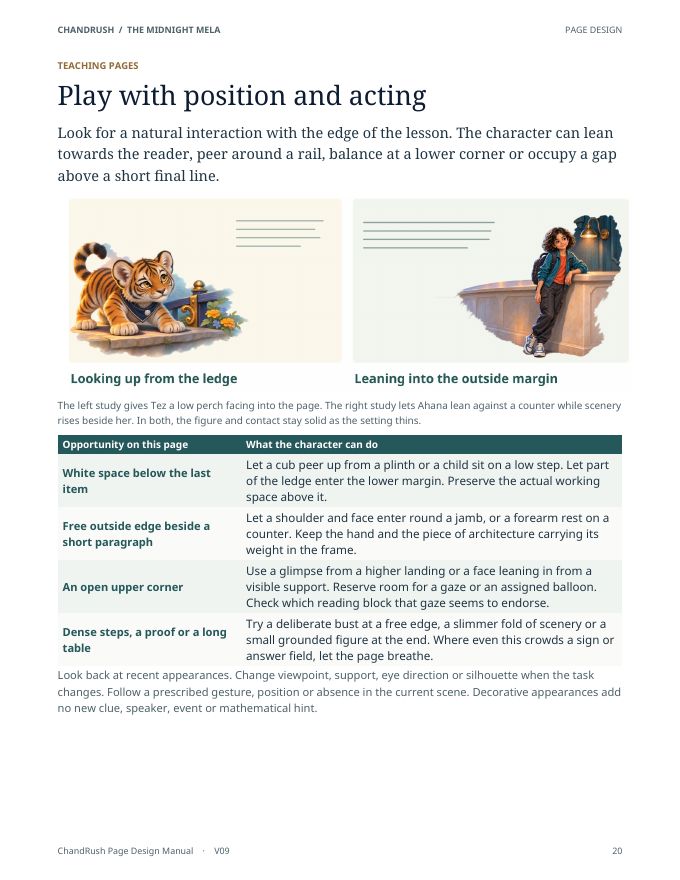 CHANDRUSH / THE MIDNIGHT MELA
PAGE DESIGN
TEACHING PAGES
Play with position and acting
Look for a natural interaction with the edge of the lesson. The character can lean
towards the reader, peer around a rail, balance at a lower corner or occupy a gap
above a short final line.
Looking up from the ledge
Leaning into the outside margin
The left study gives Tez a low perch facing into the page. The right study lets Ahana lean against a counter while scenery
rises beside her. In both, the figure and contact stay solid as the setting thins.
Opportunity on this page
What the character can do
White space below the last
item
Let a cub peer up from a plinth or a child sit on a low step. Let part
of the ledge enter the lower margin. Preserve the actual working
space above it.
Free outside edge beside a
short paragraph
Let a shoulder and face enter round a jamb, or a forearm rest on a
counter. Keep the hand and the piece of architecture carrying its
weight in the frame.
An open upper corner
Use a glimpse from a higher landing or a face leaning in from a
visible support. Reserve room for a gaze or an assigned balloon.
Check which reading block that gaze seems to endorse.
Dense steps, a proof or a long
table
Try a deliberate bust at a free edge, a slimmer fold of scenery or a
small grounded figure at the end. Where even this crowds a sign or
answer field, let the page breathe.
Look back at recent appearances. Change viewpoint, support, eye direction or silhouette when the task
changes. Follow a prescribed gesture, position or absence in the current scene. Decorative appearances add
no new clue, speaker, event or mathematical hint.
ChandRush Page Design Manual · V09
20